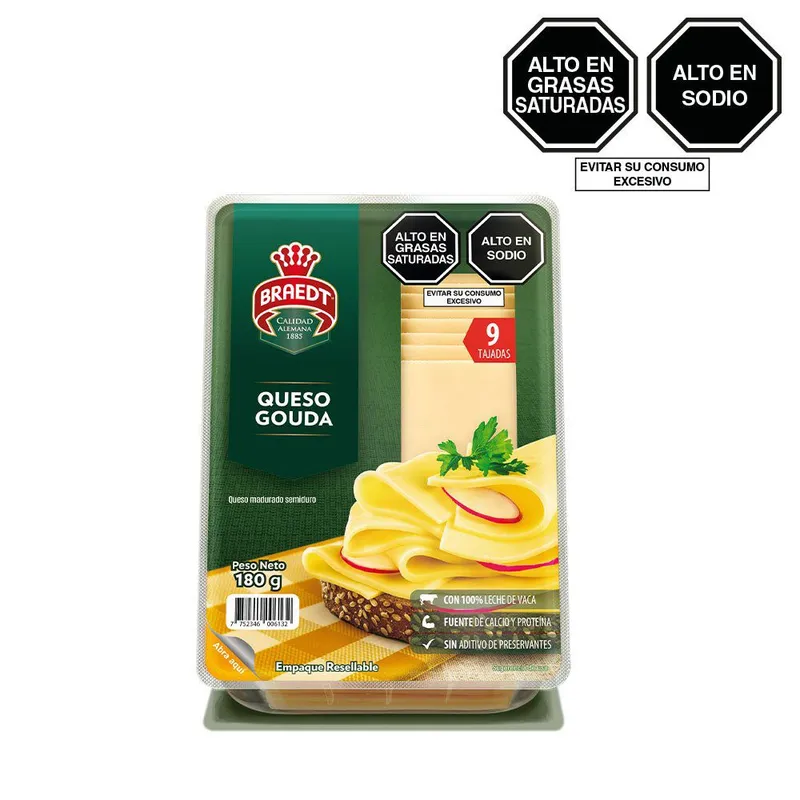 ALTO EN
GRASAS
SATURADAS
ALTO EN
SODIO
EVITAR SU CONSUMO
EXCESIVO
ALTO EN
GRASAS
SATURADAS
ALTO EN
SODIO
EVITAR SU CONSUMO
EXCESIVO
BRAEDT
CALIDAD
ALEMANA
1885
9
TAJADAS
QUESO
GOUDA
Queso madurado semiduro
Peso Neto
180 g
7 752346 006132
CON 100% LECHE DE VACA
FUENTE DE CALCIO Y PROTEÍNA
SIN ADITIVO DE PRESERVANTES
Abra aquí
Empaque Resellable